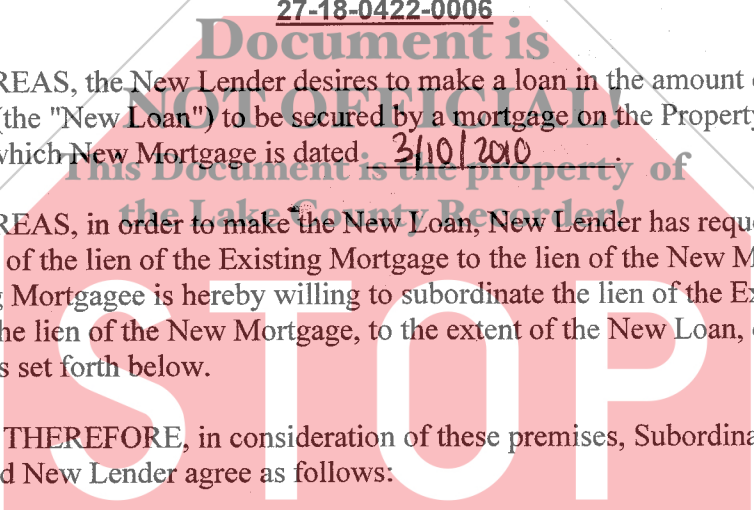 27-18-0422-0006
Document is
REAS, the New Lender desires to make a loan in the amount
NOT OFFICIAL!
(the "New Loan") to be secured by a mortgage on the Property
which New Mortgage is dated 3/10/2010.
This Document is the property of
the Lake County Recorder!
REAS, in order to make the New Loan, New Lender has requ
of the lien of the Existing Mortgage to the lien of the New M
g Mortgagee is hereby willing to subordinate the lien of the Ex
he lien of the New Mortgage, to the extent of the New Loan,
s set forth below.
STOP
THEREFORE, in consideration of these premises, Subordina
d New Lender agree as follows: